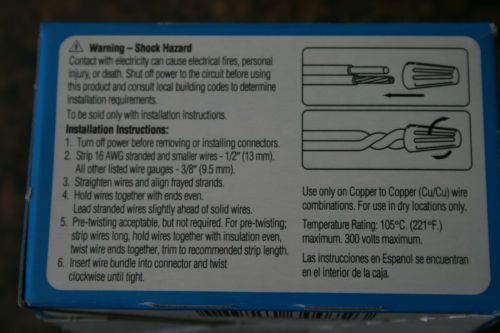 Warning – Shock Hazard
Contact with electricity can cause electrical fires, personal
injury, or death. Shut off power to the circuit before using
this product and consult local building codes to determine
installation requirements.
To be sold only with installation instructions.
Installation Instructions:
1. Turn off power before removing or installing connectors.
2. Strip 16 AWG stranded and smaller wires - 1/2" (13 mm).
All other listed wire gauges - 3/8" (9.5 mm).
3. Straighten wires and align frayed strands.
4. Hold wires together with ends even.
Lead stranded wires slightly ahead of solid wires.
5. Pre-twisting acceptable, but not required. For pre-twisting;
strip wires long, hold wires together with insulation even,
twist wire ends together, trim to recommended strip length.
6. Insert wire bundle into connector and twist
clockwise until tight.
Use only on Copper to Copper (Cu/Cu) wire
combinations. For use in dry locations only.
Temperature Rating: 105°C. (221°F.)
maximum. 300 volts maximum.
Las instrucciones en Espanol se encuentran
en el interior de la caja.